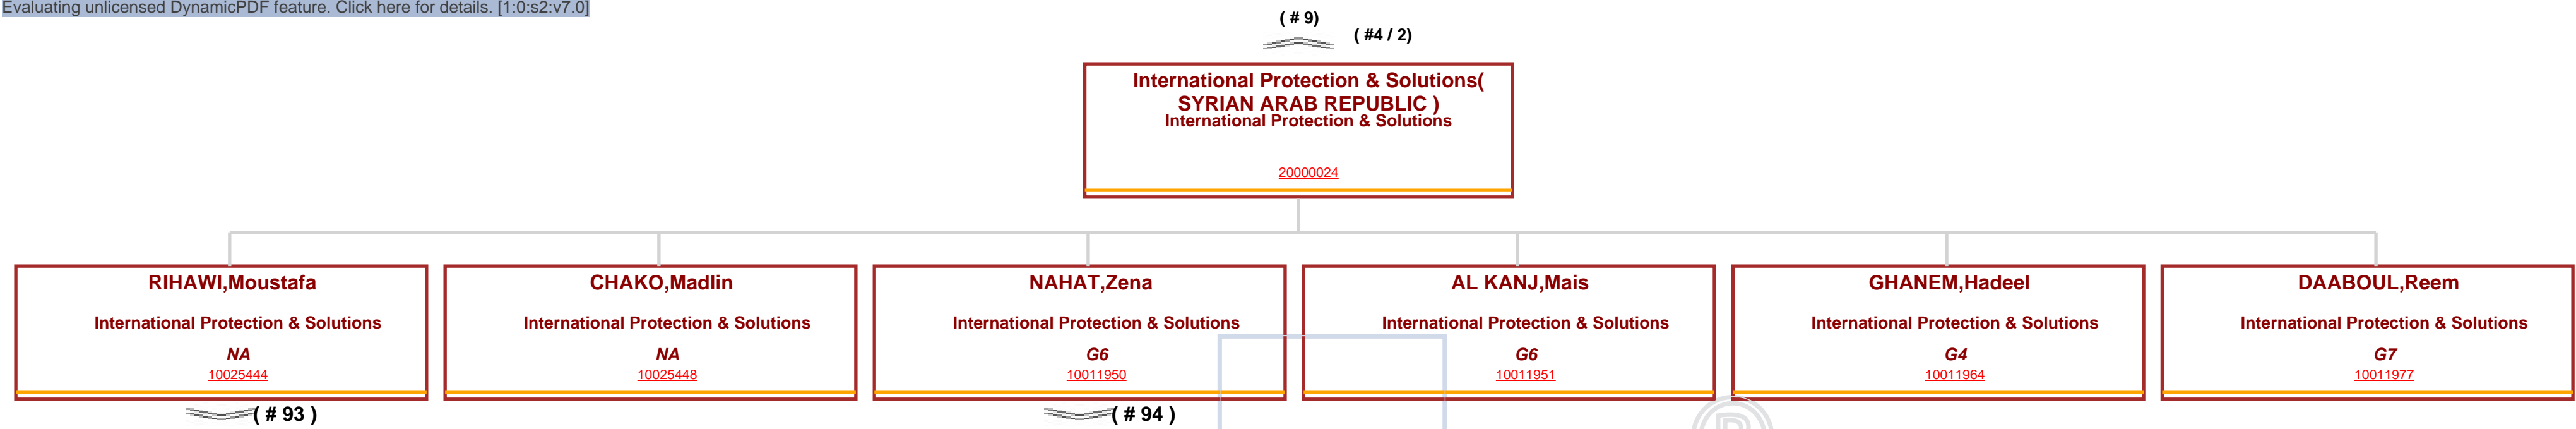 Evaluating unlicensed DynamicPDF feature. Click here for details. [1:0:s2:v7.0]
( # 9)
( #4 / 2)
International Protection & Solutions(
SYRIAN ARAB REPUBLIC )
International Protection & Solutions
20000024
RIHAWI,Moustafa
International Protection & Solutions
NA
10025444
( # 93 )
CHAKO,Madlin
International Protection & Solutions
NA
10025448
NAHAT,Zena
International Protection & Solutions
G6
10011950
( # 94 )
AL KANJ,Mais
International Protection & Solutions
G6
10011951
GHANEM,Hadeel
International Protection & Solutions
G4
10011964
DAABOUL,Reem
International Protection & Solutions
G7
10011977